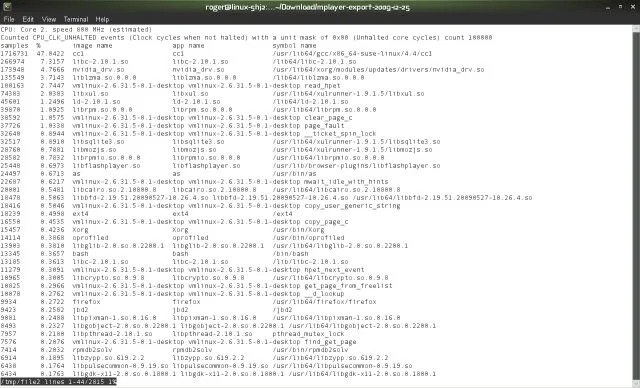 roger@linux-shj2:...~/Download/mplayer-export-2009-12-25
File Edit View Terminal Help
CPU: Core 2, speed 800 MHz (estimated)
Counted CPU_CLK_UNHALTED events (Clock cycles when not halted) with a unit mask of 0x00 (Unhalted core cycles) count 100000
samples % image name app name symbol name
1716731 47.0422 cc1 cc1 /usr/lib64/gcc/x86_64-suse-linux/4.4/cc1
266974 7.3157 libc-2.10.1.so libc-2.10.1.so /lib64/libc-2.10.1.so
173948 4.7666 nvidia_drv.so nvidia_drv.so /usr/lib64/xorg/modules/updates/drivers/nvidia_drv.so
135549 3.7143 liblzma.so.0.0.0 liblzma.so.0.0.0 /usr/lib64/liblzma.so.0.0.0
100163 2.7447 vmlinux-2.6.31.5-0.1-desktop vmlinux-2.6.31.5-0.1-desktop read_hpet
74303 2.0383 libxul.so libxul.so /usr/lib64/xulrunner-1.9.1.5/libxul.so
45601 1.2496 ld-2.10.1.so ld-2.10.1.so /lib64/ld-2.10.1.so
39870 1.0925 librpm.so.0.0.0 librpm.so.0.0.0 /usr/lib64/librpm.so.0.0.0
38592 1.0575 vmlinux-2.6.31.5-0.1-desktop vmlinux-2.6.31.5-0.1-desktop clear_page_c
37726 1.0338 vmlinux-2.6.31.5-0.1-desktop vmlinux-2.6.31.5-0.1-desktop page_fault
32640 0.8944 vmlinux-2.6.31.5-0.1-desktop vmlinux-2.6.31.5-0.1-desktop __ticket_spin_lock
32517 0.8910 libsqlite3.so libsqlite3.so /usr/lib64/xulrunner-1.9.1.5/libsqlite3.so
28760 0.7881 libmozjs.so libmozjs.so /usr/lib64/xulrunner-1.9.1.5/libmozjs.so
28582 0.7832 librpmio.so.0.0.0 librpmio.so.0.0.0 /usr/lib64/librpmio.so.0.0.0
25448 0.6973 libflashplayer.so libflashplayer.so /usr/lib/browser-plugins/libflashplayer.so
24497 0.6713 as as /usr/bin/as
22687 0.6217 vmlinux-2.6.31.5-0.1-desktop vmlinux-2.6.31.5-0.1-desktop mwait_idle_with_hints
20001 0.5481 libcairo.so.2.10800.8 libcairo.so.2.10800.8 /usr/lib64/libcairo.so.2.10800.8
18478 0.5063 libbfd-2.19.51.20090527-10.26.4.so libbfd-2.19.51.20090527-10.26.4.so /usr/lib64/libbfd-2.19.51.20090527-10.26.4.so
18416 0.5046 vmlinux-2.6.31.5-0.1-desktop vmlinux-2.6.31.5-0.1-desktop copy_user_generic_string
18239 0.4998 ext4 ext4 /ext4
16550 0.4535 vmlinux-2.6.31.5-0.1-desktop vmlinux-2.6.31.5-0.1-desktop copy_page_c
15457 0.4236 Xorg Xorg /usr/bin/Xorg
14114 0.3868 oprofiled oprofiled /usr/bin/oprofiled
13903 0.3810 libglib-2.0.so.0.2200.1 libglib-2.0.so.0.2200.1 /usr/lib64/libglib-2.0.so.0.2200.1
13345 0.3657 bash bash /bin/bash
13185 0.3613 libc-2.10.1.so libc-2.10.1.so /lib/libc-2.10.1.so
11279 0.3091 vmlinux-2.6.31.5-0.1-desktop vmlinux-2.6.31.5-0.1-desktop hpet_next_event
10965 0.3005 libcrypto.so.0.9.8 libcrypto.so.0.9.8 /usr/lib64/libcrypto.so.0.9.8
10825 0.2966 vmlinux-2.6.31.5-0.1-desktop vmlinux-2.6.31.5-0.1-desktop get_page_from_freelist
10078 0.2762 vmlinux-2.6.31.5-0.1-desktop vmlinux-2.6.31.5-0.1-desktop __d_lookup
9934 0.2722 firefox firefox /usr/lib64/firefox/firefox
9423 0.2582 jbd2 jbd2 /jbd2
9081 0.2488 libpixman-1.so.0.16.0 libpixman-1.so.0.16.0 /usr/lib64/libpixman-1.so.0.16.0
8493 0.2327 libgobject-2.0.so.0.2200.1 libgobject-2.0.so.0.2200.1 /usr/lib64/libgobject-2.0.so.0.2200.1
7957 0.2180 libpthread-2.10.1.so libpthread-2.10.1.so pthread_mutex_lock
7576 0.2076 vmlinux-2.6.31.5-0.1-desktop vmlinux-2.6.31.5-0.1-desktop find_get_page
7414 0.2032 rpmdb2solv rpmdb2solv /usr/bin/rpmdb2solv
6914 0.1895 libzypp.so.619.2.2 libzypp.so.619.2.2 /usr/lib64/libzypp.so.619.2.2
6438 0.1764 libpulsecommon-0.9.19.so libpulsecommon-0.9.19.so /usr/lib64/libpulsecommon-0.9.19.so
6434 0.1763 libgdk-x11-2.0.so.0.1800.1 libgdk-x11-2.0.so.0.1800.1 /usr/lib64/libgdk-x11-2.0.so.0.1800.1
/tmp/file2 lines 1-44/2015 1%